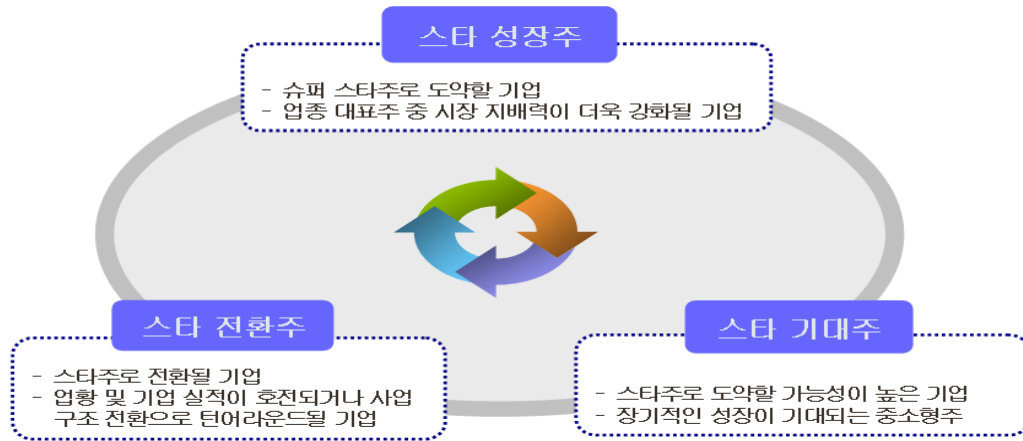 스타 성장주
- 슈퍼 스타주로 도약할 기업
- 업종 대표주 중 시장 지배력이 더욱 강화될 기업
스타 전환주
- 스타주로 전환될 기업
- 업황 및 기업 실적이 호전되거나 사업
구조 전환으로 턴어라운드될 기업
스타 기대주
- 스타주로 도약할 가능성이 높은 기업
- 장기적인 성장이 기대되는 중소형주